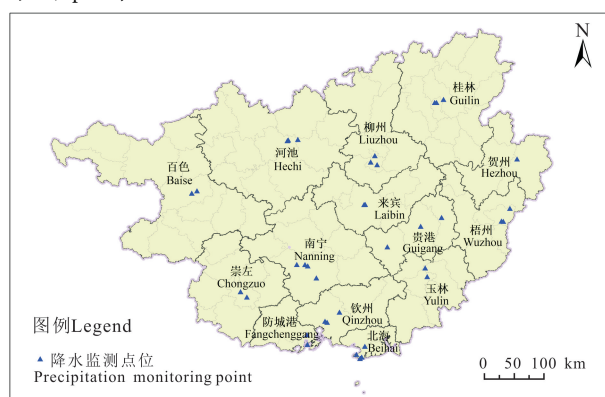 N
桂林
Guilin
柳州
Liuzhou
河池
Hechi
贺州
Hezhou
百色
Baise
来宾
Laibin
梧州
Wuzhou
贵港
Guigang
南宁
Nanning
崇左
Chongzuo
玉林
Yulin
钦州
Qinzhou
防城港
Fangchenggang
北海
Beihai
图例Legend
降水监测点位
Precipitation monitoring point
0 50 100 km